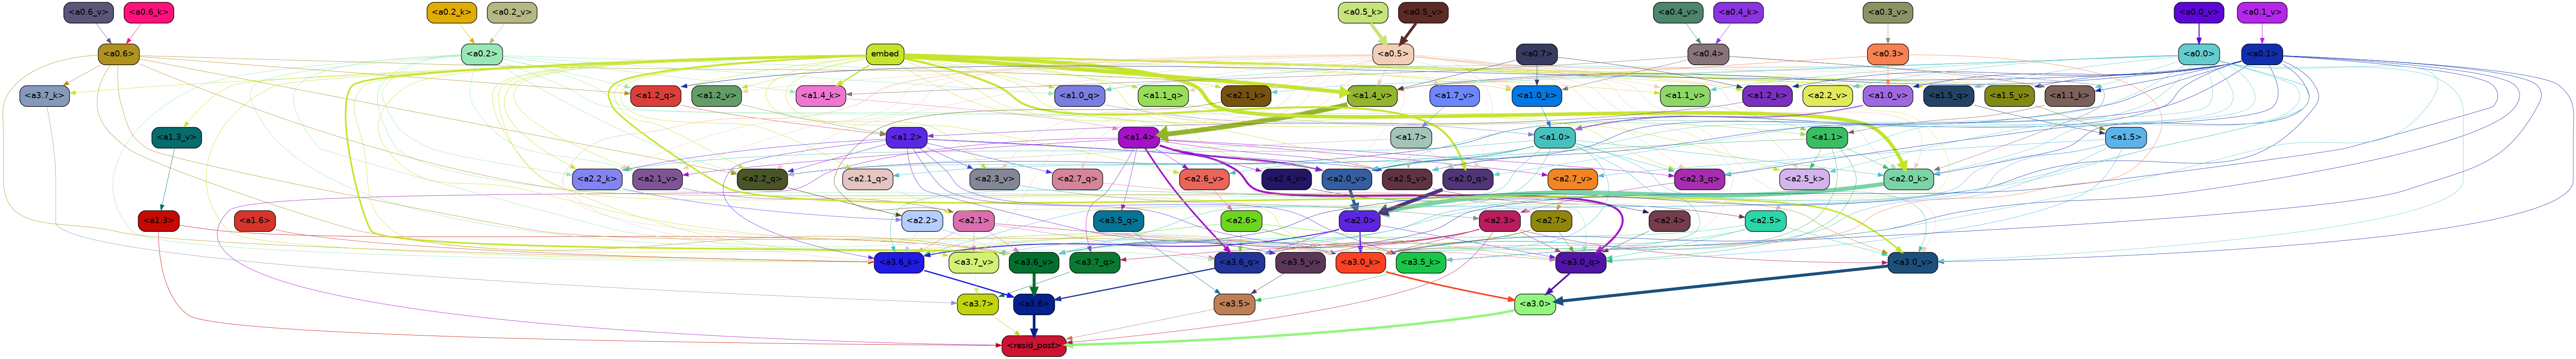 <a0.6_v> <a0.6_k> <a0.2_k> <a0.2_v> <a0.5_k> <a0.5_v> <a0.4_v> <a0.4_k> <a0.3_v> <a0.0_v> <a0.1_v>
<a0.6> <a0.2> embed <a0.5> <a0.7> <a0.4> <a0.3> <a0.0> <a0.1>
<a3.7_k> <a1.2_q> <a1.2_v> <a1.4_k> <a1.0_q> <a1.1_q> <a2.1_k> <a1.4_v> <a1.7_v> <a1.0_k> <a1.1_v> <a1.2_k> <a2.2_v> <a1.0_v> <a1.5_q> <a1.5_v> <a1.1_k>
<a1.3_v> <a1.2> <a1.4> <a1.7> <a1.0> <a1.1> <a1.5>
<a2.2_k> <a2.1_v> <a2.2_q> <a2.1_q> <a2.3_v> <a2.7_q> <a2.6_v> <a2.4_v> <a2.0_v> <a2.5_v> <a2.0_q> <a2.7_v> <a2.3_q> <a2.5_k> <a2.0_k>
<a1.3> <a1.6> <a2.2> <a2.1> <a3.5_q> <a2.6> <a2.0> <a2.3> <a2.7> <a2.4> <a2.5>
<a3.6_k> <a3.7_v> <a3.6_v> <a3.7_q> <a3.6_q> <a3.5_v> <a3.0_k> <a3.5_k> <a3.0_q> <a3.0_v>
<a3.7> <a3.6> <a3.5> <a3.0>
<resid_post>